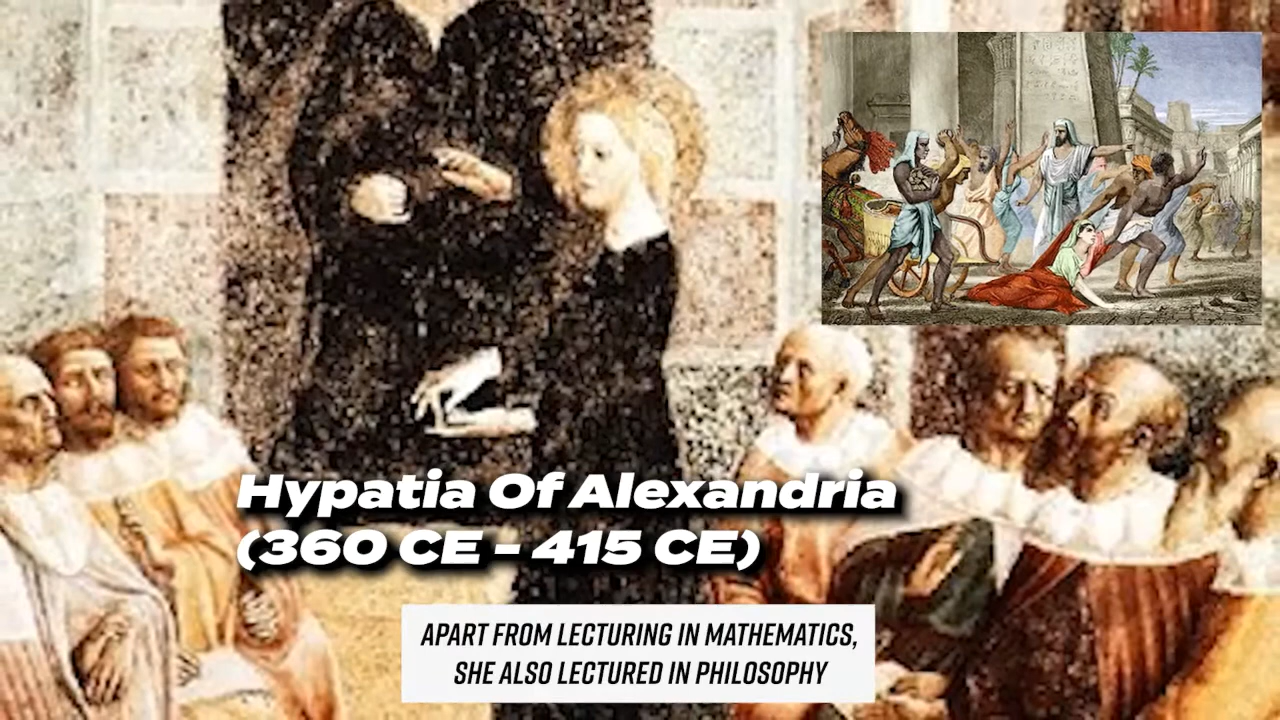 Hypatia Of Alexandria
(360 CE - 415 CE)
APART FROM LECTURING IN MATHEMATICS,
SHE ALSO LECTURED IN PHILOSOPHY